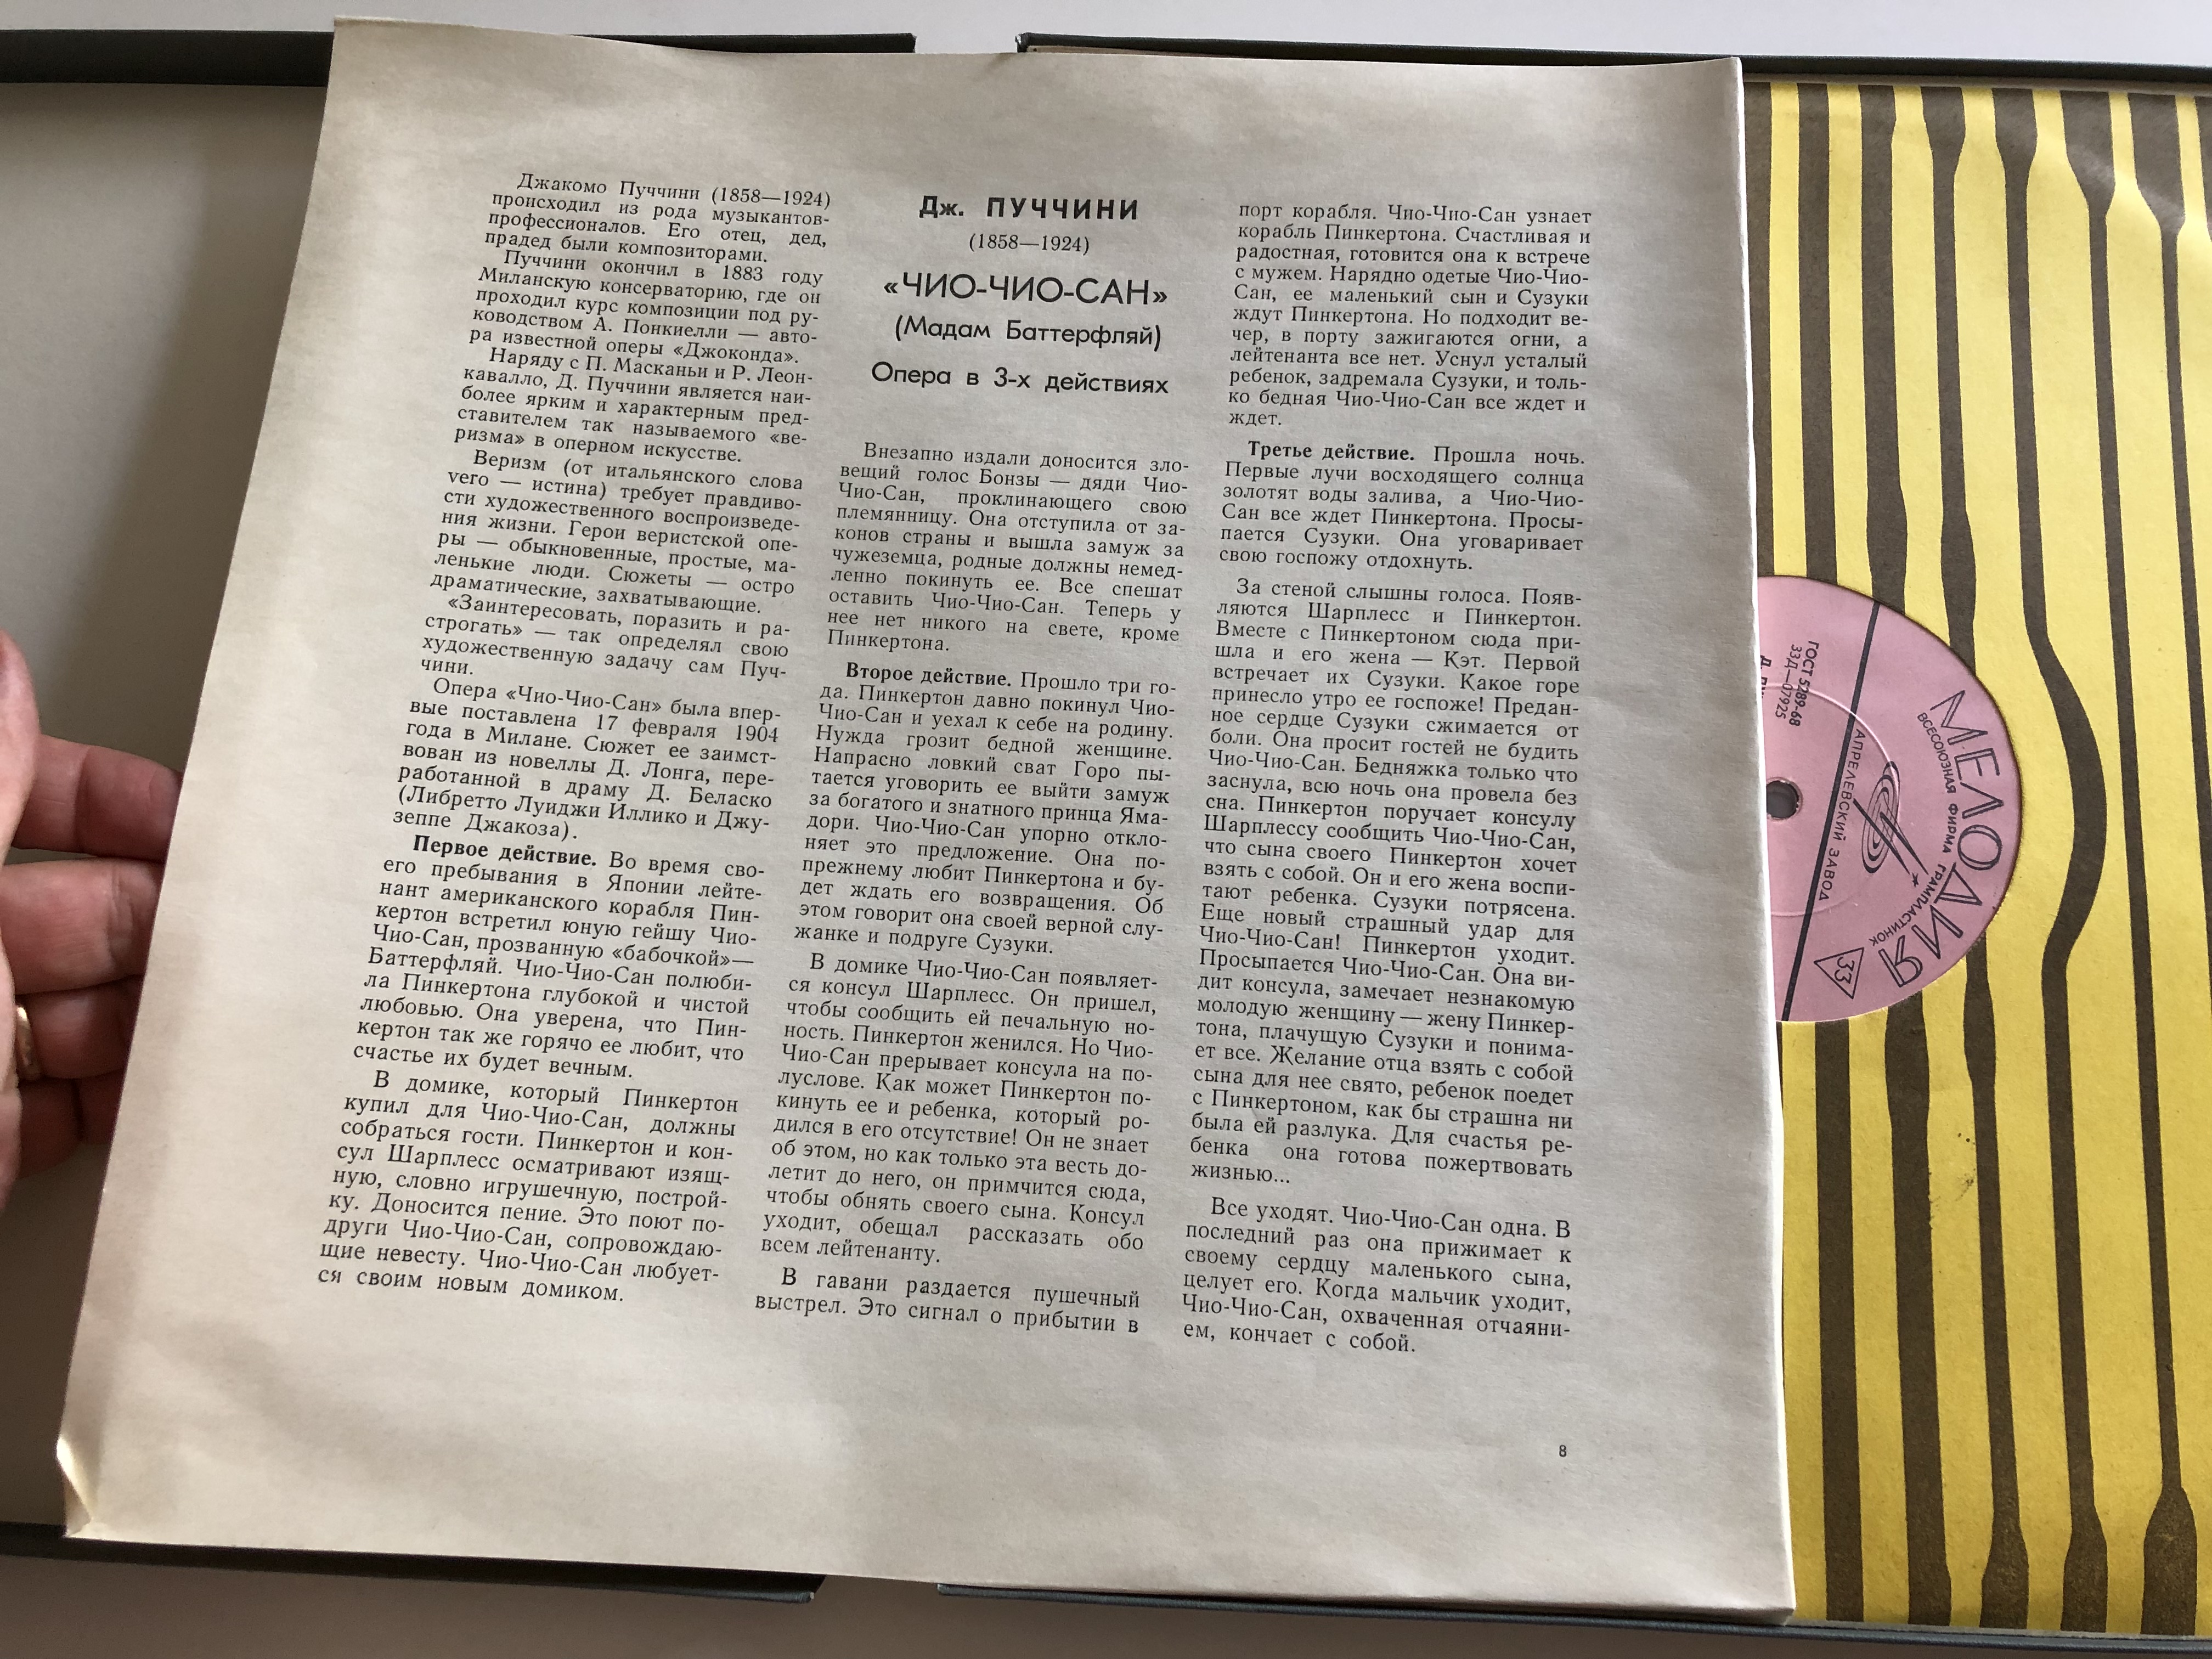 Джакомо Пуччини (1858—1924)
происходил из рода музыкантов-
профессионалов. Его отец, дед,
прадед были композиторами.
Пуччини окончил в 1883 году
Миланскую консерваторию, где он
проходил курс композиции под ру-
ководством А. Понкиелли — авто-
ра известной оперы «Джоконда».
Наряду с П. Масканьи и Р. Леон-
кавалло, Д. Пуччини является наи-
более ярким и характерным пред-
ставителем так называемого «ве-
ризма» в оперном искусстве.
Веризм (от итальянского слова
vero — истина) требует правдиво-
сти художественного воспроизведе-
ния жизни. Герои веристской опе-
ры — обыкновенные, простые, ма-
ленькие люди. Сюжеты — остро
драматические, захватывающие.
«Заинтересовать, поразить и ра-
строгать» — так определял свою
художественную задачу сам Пуч-
чини.
Опера «Чио-Чио-Сан» была впер-
вые поставлена 17 февраля 1904
года в Милане. Сюжет ее заимст-
вован из новеллы Д. Лонга, пере-
работанной в драму Д. Беласко
(Либретто Луиджи Иллико и Джу-
зеппе Джакоза).
Первое действие. Во время сво-
его пребывания в Японии лейте-
нант американского корабля Пин-
кертон встретил юную гейшу Чио-
Чио-Сан, прозванную «бабочкой»—
Баттерфляй. Чио-Чио-Сан полюби-
ла Пинкертона глубокой и чистой
любовью. Она уверена, что Пин-
кертон так же горячо ее любит, что
счастье их будет вечным.
В домике, который Пинкертон
купил для Чио-Чио-Сан, должны
собраться гости. Пинкертон и кон-
сул Шарплесс осматривают изящ-
ную, словно игрушечную, построй-
ку. Доносится пение. Это поют по-
други Чио-Чио-Сан, сопровождаю-
щие невесту. Чио-Чио-Сан любует-
ся своим новым домиком.
Дж. ПУЧЧИНИ
(1858—1924)
«ЧИО-ЧИО-САН»
(Мадам Баттерфляй)
Опера в 3-х действиях
Внезапно издали доносится зло-
вещий голос Бонзы — дяди Чио-
Чио-Сан, проклинающего свою
племянницу. Она отступила от за-
конов страны и вышла замуж за
чужеземца, родные должны немед-
ленно покинуть ее. Все спешат
оставить Чио-Чио-Сан. Теперь у
нее нет никого на свете, кроме
Пинкертона.
Второе действие. Прошло три го-
да. Пинкертон давно покинул Чио-
Чио-Сан и уехал к себе на родину.
Нужда грозит бедной женщине.
Напрасно ловкий сват Горо пы-
тается уговорить ее выйти замуж
за богатого и знатного принца Яма-
дори. Чио-Чио-Сан упорно откло-
няет это предложение. Она по-
прежнему любит Пинкертона и бу-
дет ждать его возвращения. Об
этом говорит она своей верной слу-
жанке и подруге Сузуки.
В домике Чио-Чио-Сан появляет-
ся консул Шарплесс. Он пришел,
чтобы сообщить ей печальную но-
ность. Пинкертон женился. Но Чио-
Чио-Сан прерывает консула на по-
луслове. Как может Пинкертон по-
кинуть ее и ребенка, который ро-
дился в его отсутствие! Он не знает
об этом, но как только эта весть до-
летит до него, он примчится сюда,
чтобы обнять своего сына. Консул
уходит, обещал рассказать обо
всем лейтенанту.
В гавани раздается пушечный
выстрел. Это сигнал о прибытии в
порт корабля. Чио-Чио-Сан узнает
корабль Пинкертона. Счастливая и
радостная, готовится она к встрече
с мужем. Нарядно одетые Чио-Чио-
Сан, ее маленький сын и Сузуки
ждут Пинкертона. Но подходит ве-
чер, в порту зажигаются огни, а
лейтенанта все нет. Уснул усталый
ребенок, задремала Сузуки, и толь-
ко бедная Чио-Чио-Сан все ждет и
ждет.
Третье действие. Прошла ночь.
Первые лучи восходящего солнца
золотят воды залива, а Чио-Чио-
Сан все ждет Пинкертона. Просы-
пается Сузуки. Она уговаривает
свою госпожу отдохнуть.
За стеной слышны голоса. Появ-
ляются Шарплесс и Пинкертон.
Вместе с Пинкертоном сюда при-
шла и его жена — Кэт. Первой
встречает их Сузуки. Какое горе
принесло утро ее госпоже! Предан-
ное сердце Сузуки сжимается от
боли. Она просит гостей не будить
Чио-Чио-Сан. Бедняжка только что
заснула, всю ночь она провела без
сна. Пинкертон поручает консулу
Шарплессу сообщить Чио-Чио-Сан,
что сына своего Пинкертон хочет
взять с собой. Он и его жена воспи-
тают ребенка. Сузуки потрясена.
Еще новый страшный удар для
Чио-Чио-Сан! Пинкертон уходит.
Просыпается Чио-Чио-Сан. Она ви-
дит консула, замечает незнакомую
молодую женщину — жену Пинкер-
тона, плачущую Сузуки и понима-
ет все. Желание отца взять с собой
сына для нее свято, ребенок поедет
с Пинкертоном, как бы страшна ни
была ей разлука. Для счастья ре-
бенка она готова пожертвовать
жизнью...
Все уходят. Чио-Чио-Сан одна. В
последний раз она прижимает к
своему сердцу маленького сына,
целует его. Когда мальчик уходит,
Чио-Чио-Сан, охваченная отчаяни-
ем, кончает с собой.
8
МЕЛОДИЯ
ВСЕСОЮЗНАЯ ФИРМА ГРАМПЛАСТИНОК
АПРЕЛЕВСКИЙ ЗАВОД
33
ГОСТ 5289-68
33Д—07925